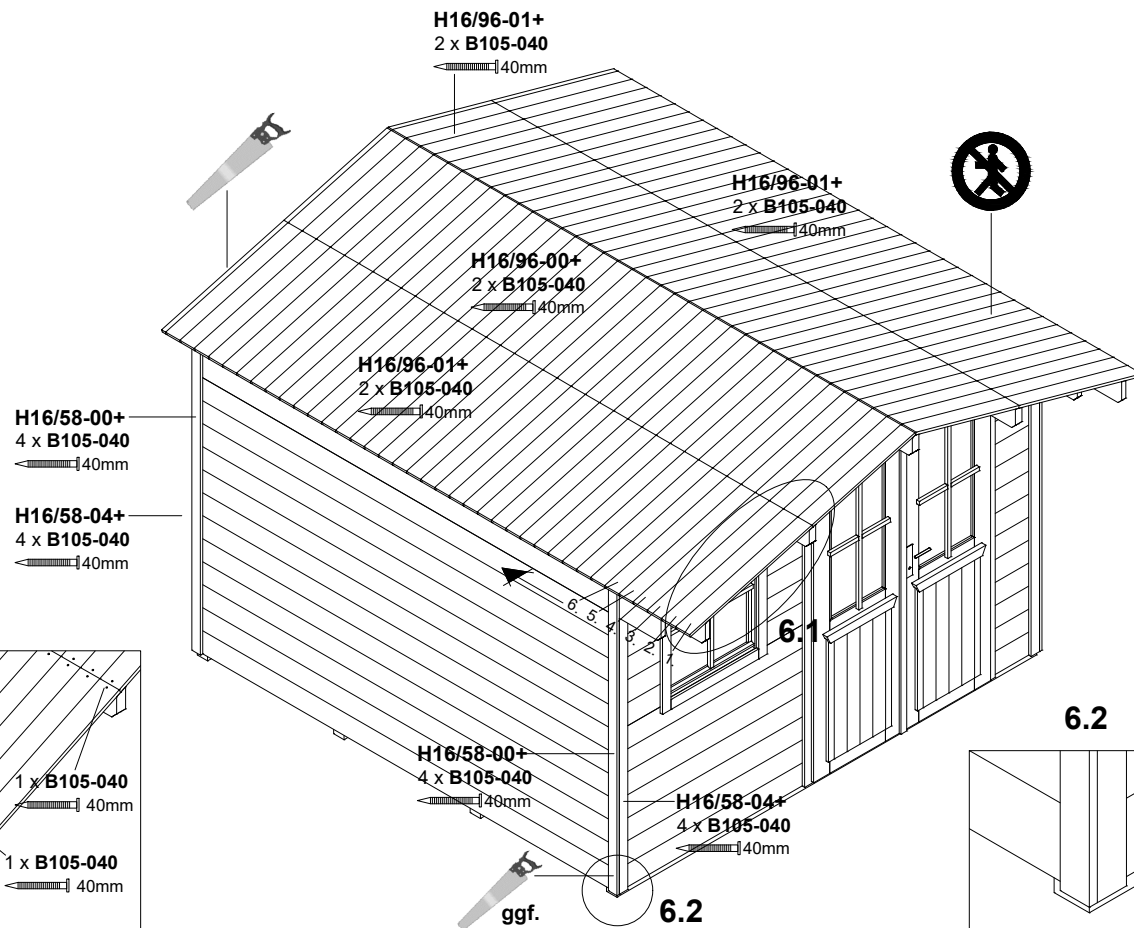 H16/96-01+
2 x B105-040
40mm
H16/96-01+
2 x B105-040
40mm
H16/96-00+
2 x B105-040
40mm
H16/96-01+
2 x B105-040
40mm
H16/58-00+
4 x B105-040
40mm
H16/58-04+
4 x B105-040
40mm
6. 5. 4. 3. 2. 1.
6.1
1 x B105-040
40mm
1 x B105-040
40mm
H16/58-00+
4 x B105-040
40mm
H16/58-04+
4 x B105-040
40mm
ggf.
6.2
6.2